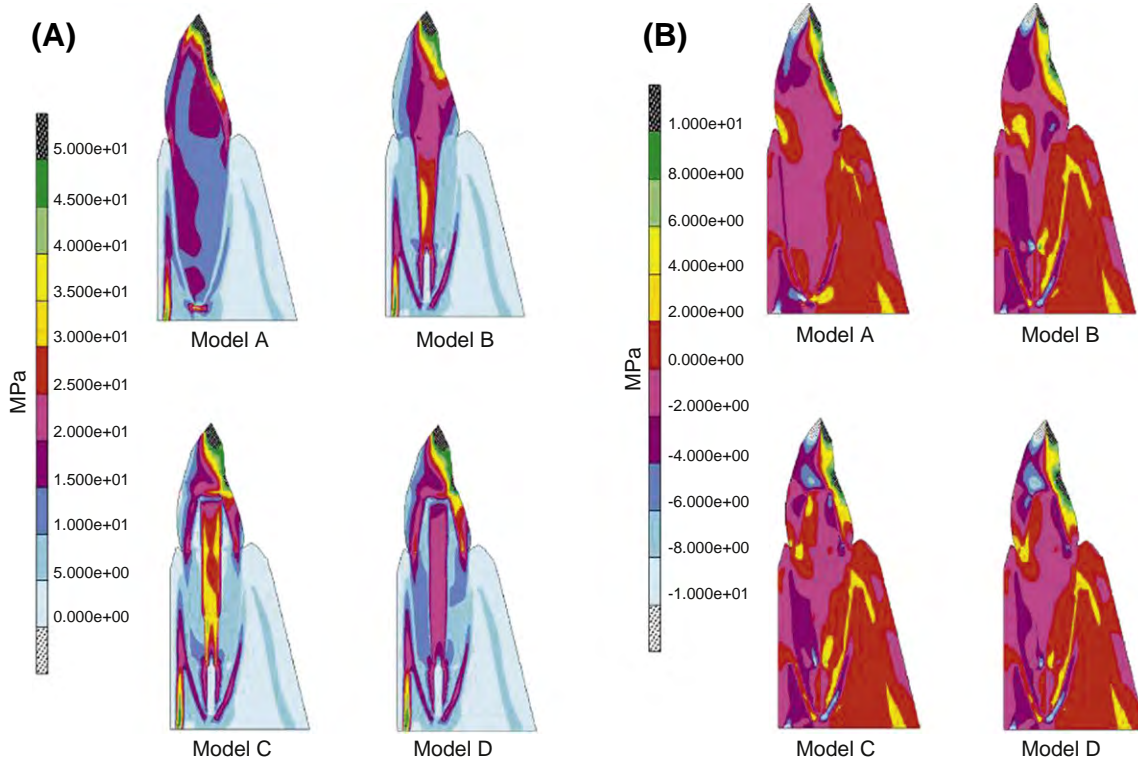 (A)
5.000e+01
4.500e+01
4.000e+01
3.500e+01
3.000e+01
2.500e+01
2.000e+01
1.500e+01
1.000e+01
5.000e+00
0.000e+00
MPa
Model A
Model B
Model C
Model D
(B)
1.000e+01
8.000e+00
6.000e+00
4.000e+00
2.000e+00
0.000e+00
-2.000e+00
-4.000e+00
-6.000e+00
-8.000e+00
-1.000e+01
MPa
Model A
Model B
Model C
Model D